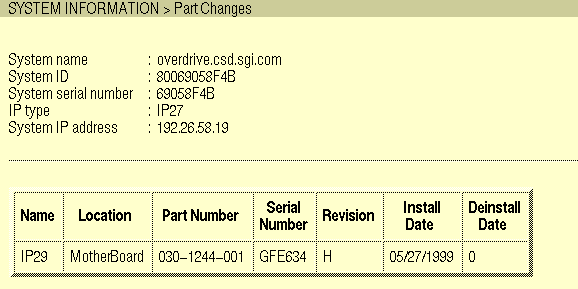 SYSTEM INFORMATION > Part Changes
System name : overdrive.csd.sgi.com
System ID : 80069058F4B
System serial number : 69058F4B
IP type : IP27
System IP address : 192.26.58.19
Name Location Part Number Serial Number Revision Install Date Deinstall Date
IP29 MotherBoard 030-1244-001 GFE634 H 05/27/1999 0